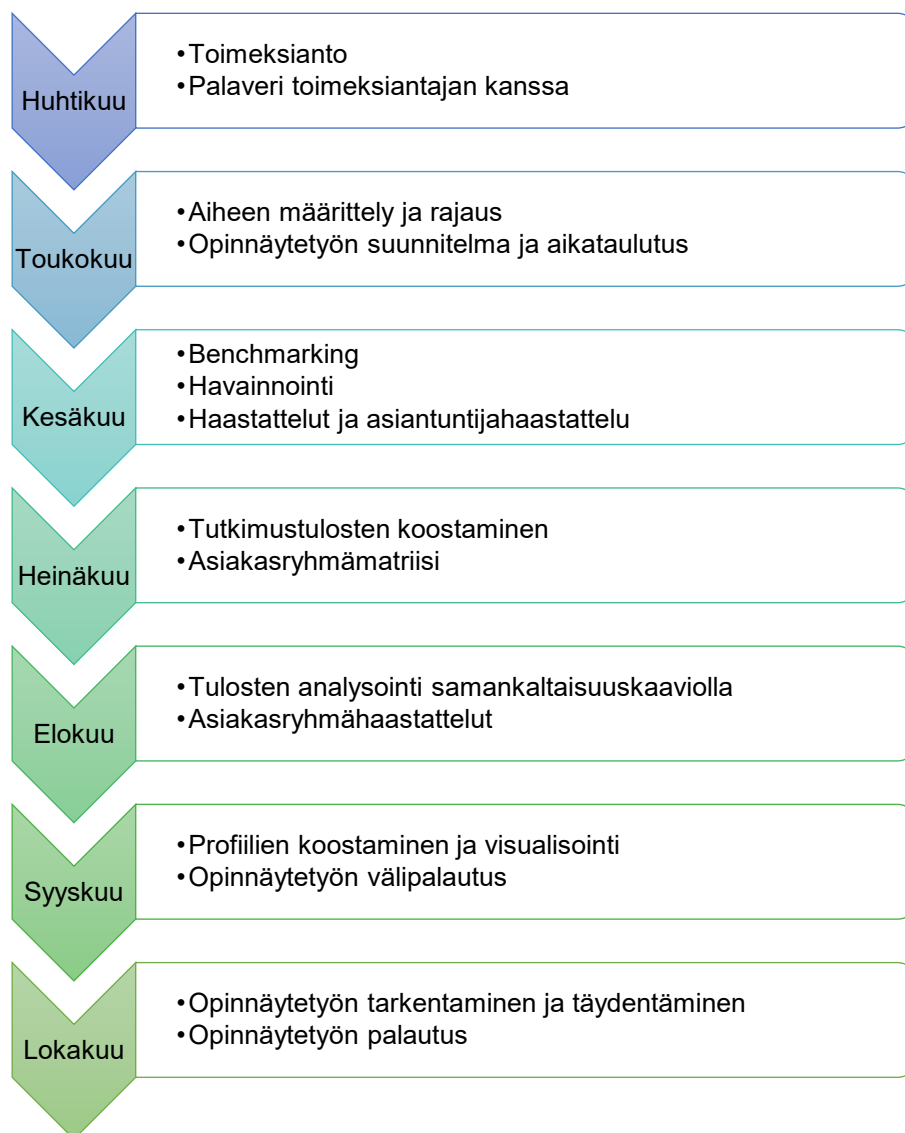 Huhtikuu
•Toimeksianto
•Palaveri toimeksiantajan kanssa
Toukokuu
•Aiheen määrittely ja rajaus
•Opinnäytetyön suunnitelma ja aikataulutus
Kesäkuu
•Benchmarking
•Havainnointi
•Haastattelut ja asiantuntijahaastattelu
Heinäkuu
•Tutkimustulosten koostaminen
•Asiakasryhmämatriisi
Elokuu
•Tulosten analysointi samankaltaisuuskaaviolla
•Asiakasryhmähaastattelut
Syyskuu
•Profiilien koostaminen ja visualisointi
•Opinnäytetyön välipalautus
Lokakuu
•Opinnäytetyön tarkentaminen ja täydentäminen
•Opinnäytetyön palautus